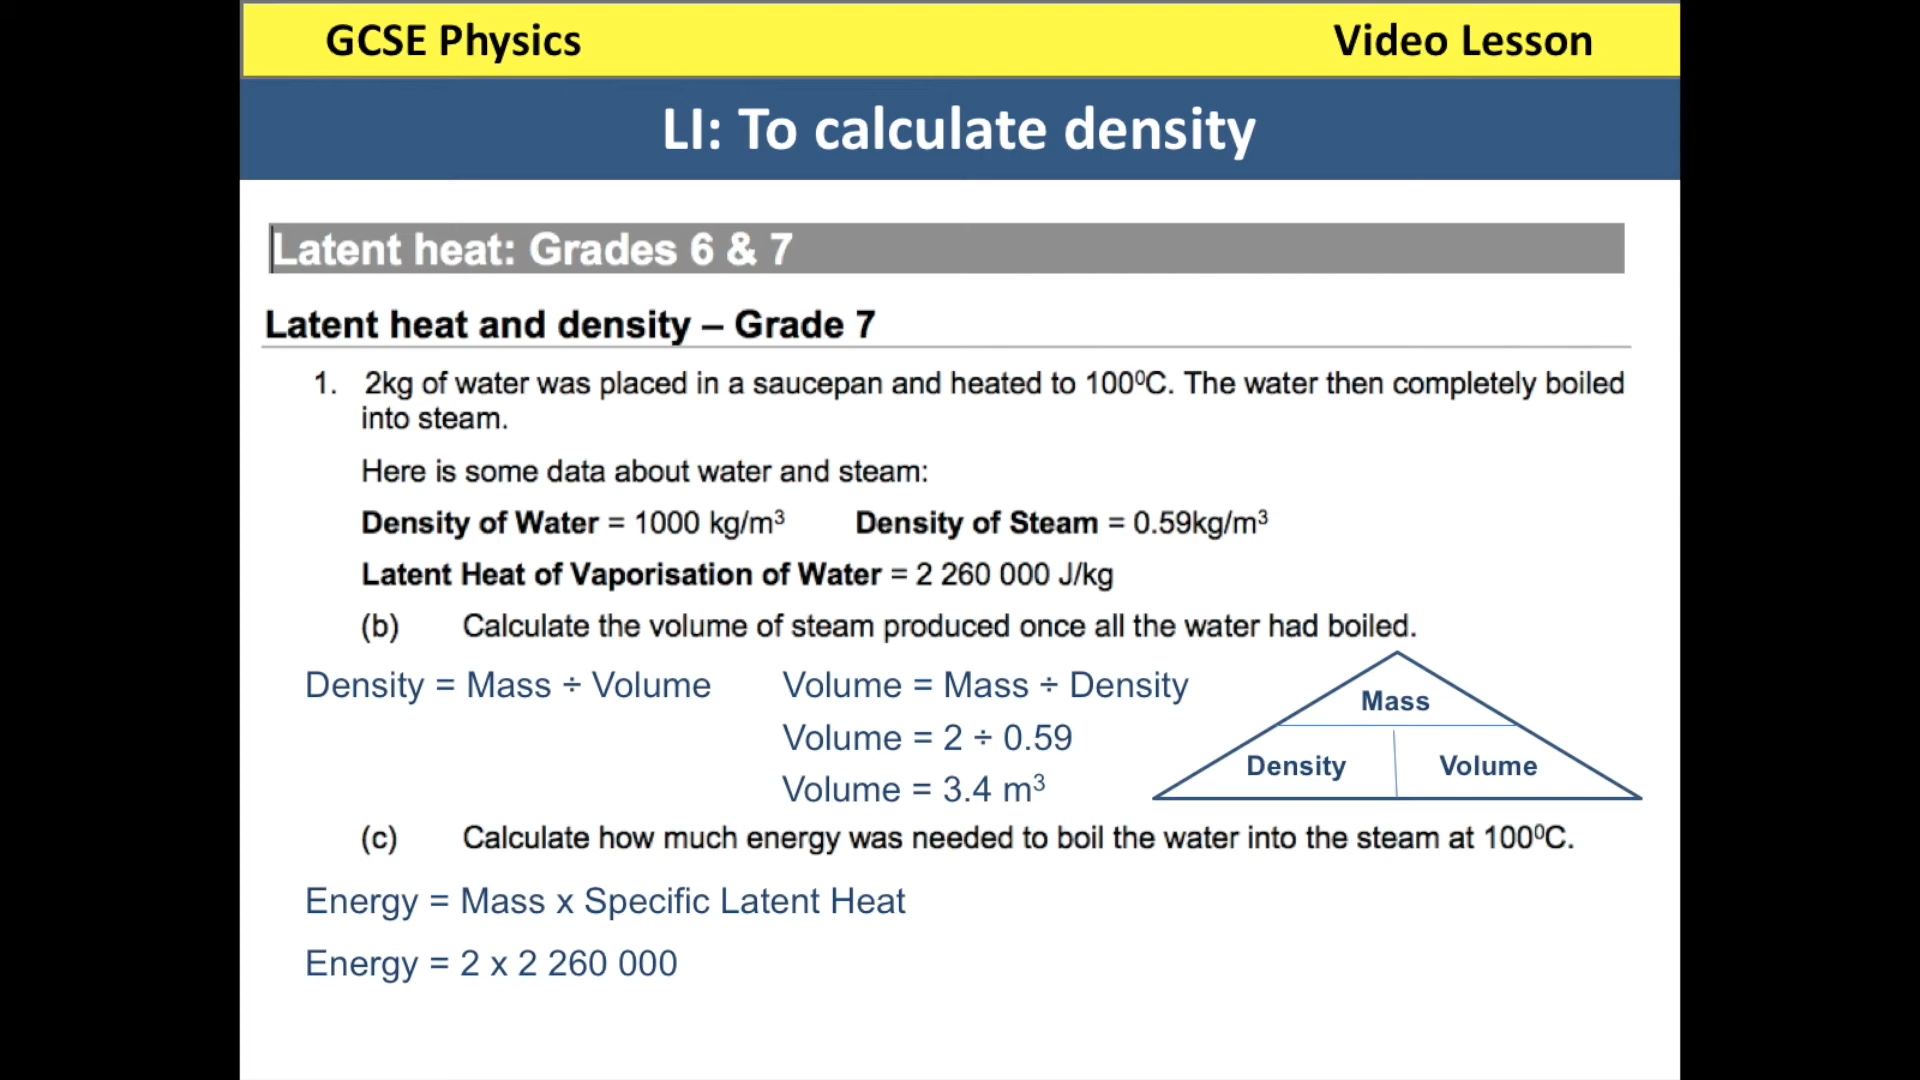 GCSE Physics
Video Lesson
LI: To calculate density
Latent heat: Grades 6 & 7
Latent heat and density – Grade 7
1. 2kg of water was placed in a saucepan and heated to 100⁰C. The water then completely boiled
into steam.
Here is some data about water and steam:
Density of Water = 1000 kg/m³ Density of Steam = 0.59kg/m³
Latent Heat of Vaporisation of Water = 2 260 000 J/kg
(b) Calculate the volume of steam produced once all the water had boiled.
Density = Mass ÷ Volume
Volume = Mass ÷ Density
Volume = 2 ÷ 0.59
Volume = 3.4 m³
Mass
Density Volume
(c) Calculate how much energy was needed to boil the water into the steam at 100⁰C.
Energy = Mass x Specific Latent Heat
Energy = 2 x 2 260 000